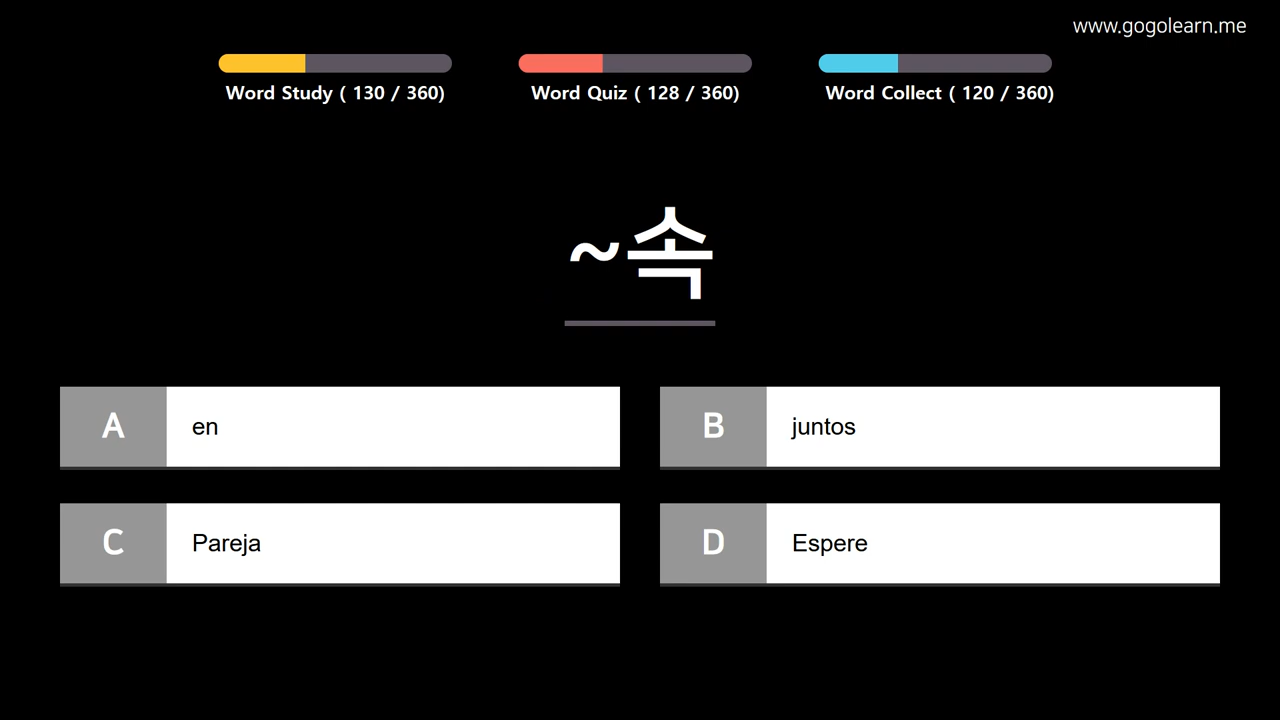 www.gogolearn.me
Word Study ( 130 / 360)
Word Quiz ( 128 / 360)
Word Collect ( 120 / 360)
~속
A
en
B
juntos
C
Pareja
D
Espere